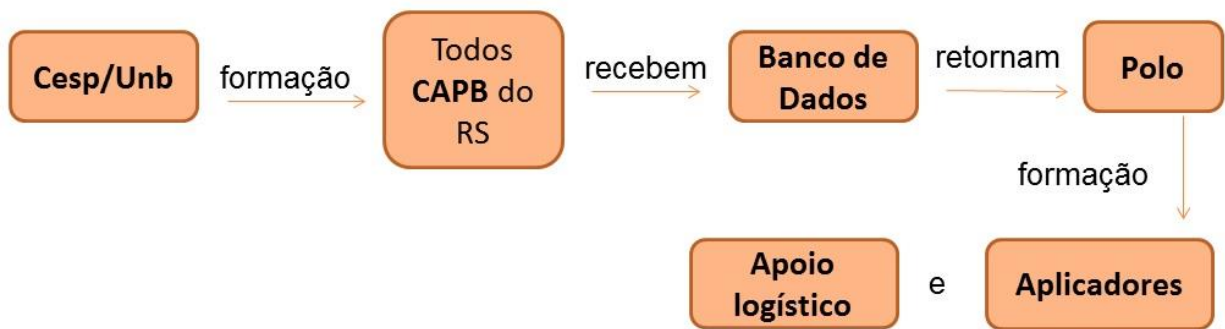 Cesp/Unb
formação
Todos
CAPB do
RS
recebem
Banco de
Dados
retornam
Polo
formação
Apoio
logístico
e
Aplicadores